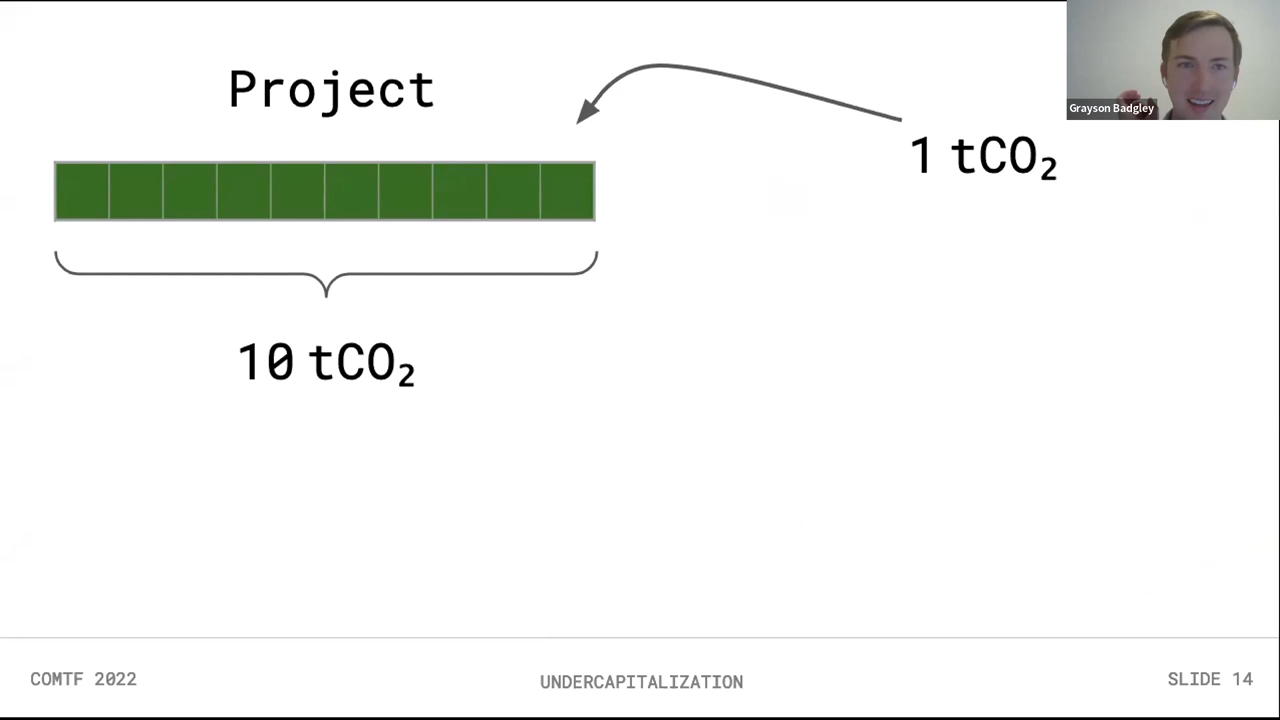 Project
Grayson Badgley
1 tCO₂
10 tCO₂
COMTF 2022
UNDERCAPITALIZATION
SLIDE 14